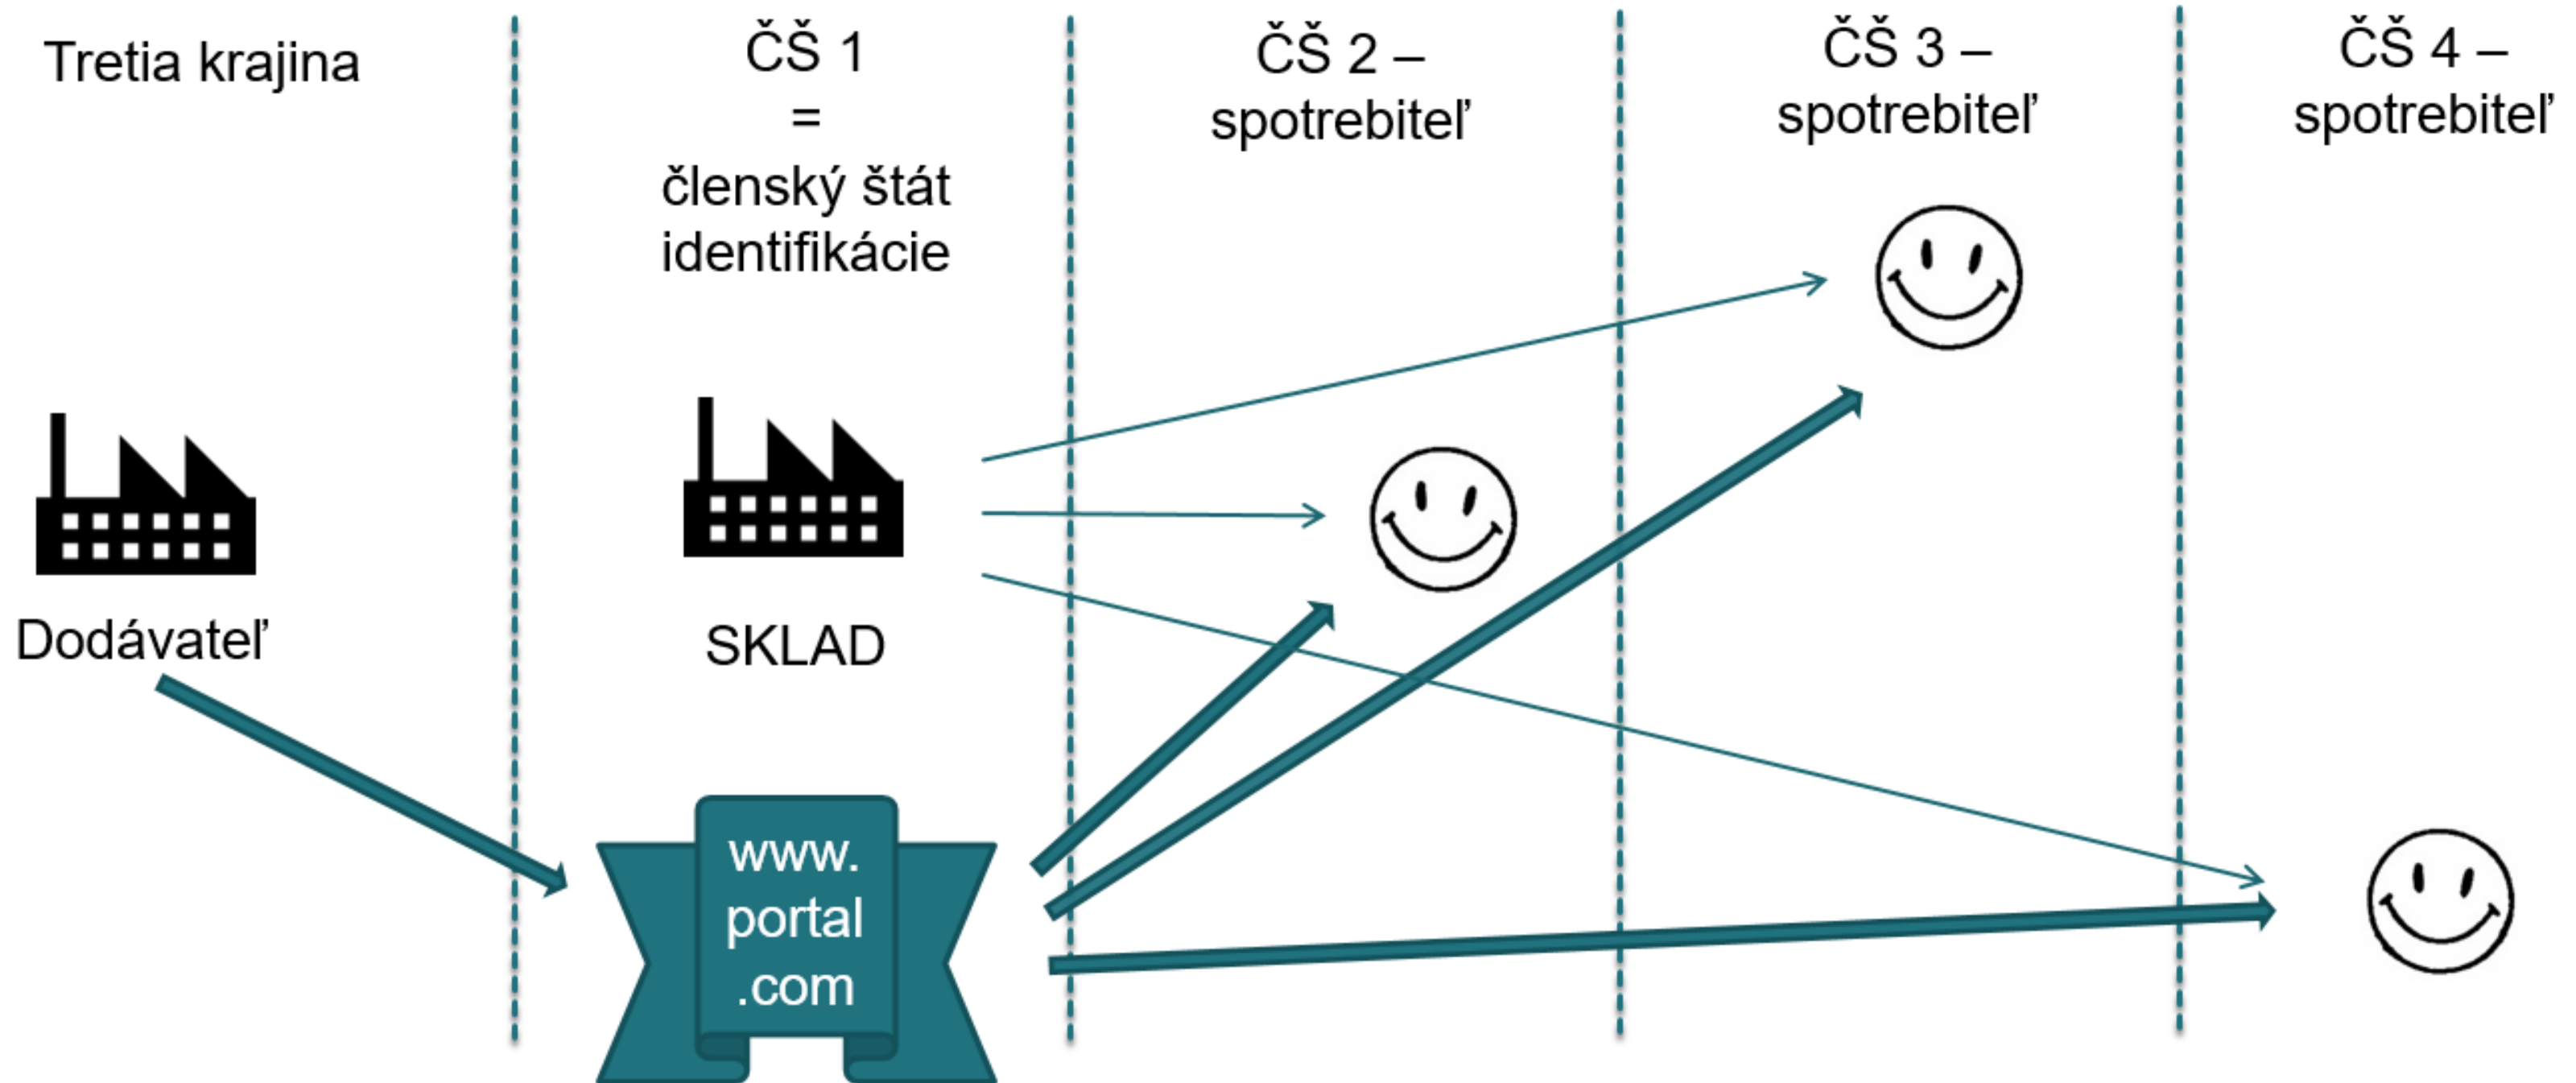 Tretia krajina
ČŠ 1
=
členský štát
identifikácie
ČŠ 2 –
spotrebiteľ
ČŠ 3 –
spotrebiteľ
ČŠ 4 –
spotrebiteľ
Dodávateľ
SKLAD
www.
portal
.com